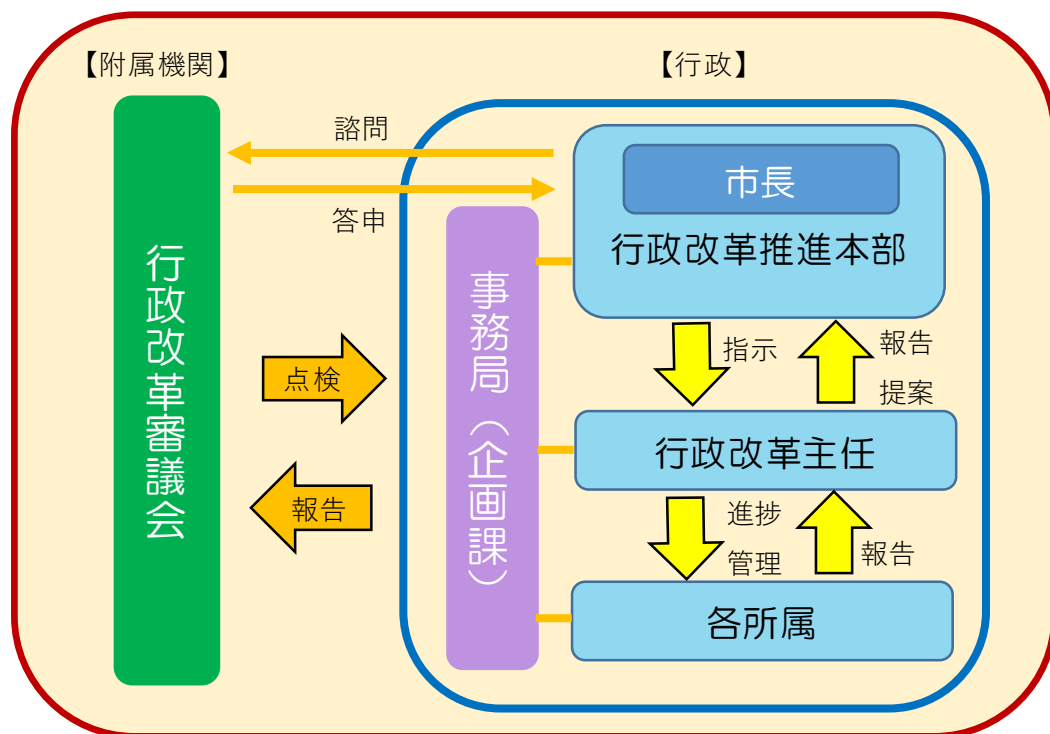 【附属機関】
【行政】
諮問
答申
市長
行政改革推進本部
行政改革審議会
事務局（企画課）
点検
報告
指示
報告
提案
行政改革主任
進捗
管理
報告
各所属